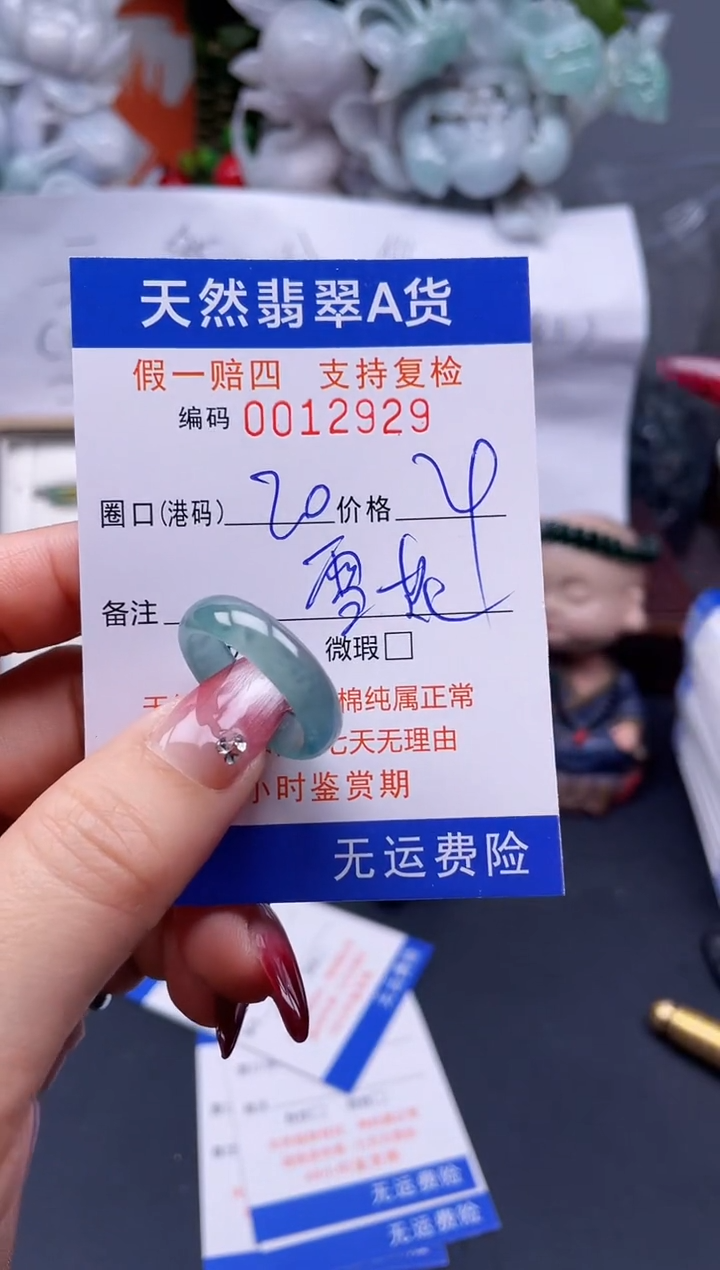 天然翡翠A货
假一赔四 支持复检
编码 0012929
圈口(港码) 20 价格
备注
微瑕□
棉纯属正常
七天无理由
小时鉴赏期
无运费险
无运费险
无运费险